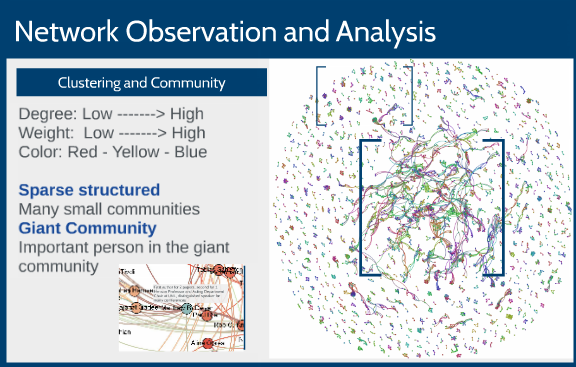 Network Observation and Analysis
Clustering and Community
Degree: Low -------> High
Weight:  Low -------> High
Color: Red - Yellow - Blue
Sparse structured
Many small communities
Giant Community
Important person in the giant
community